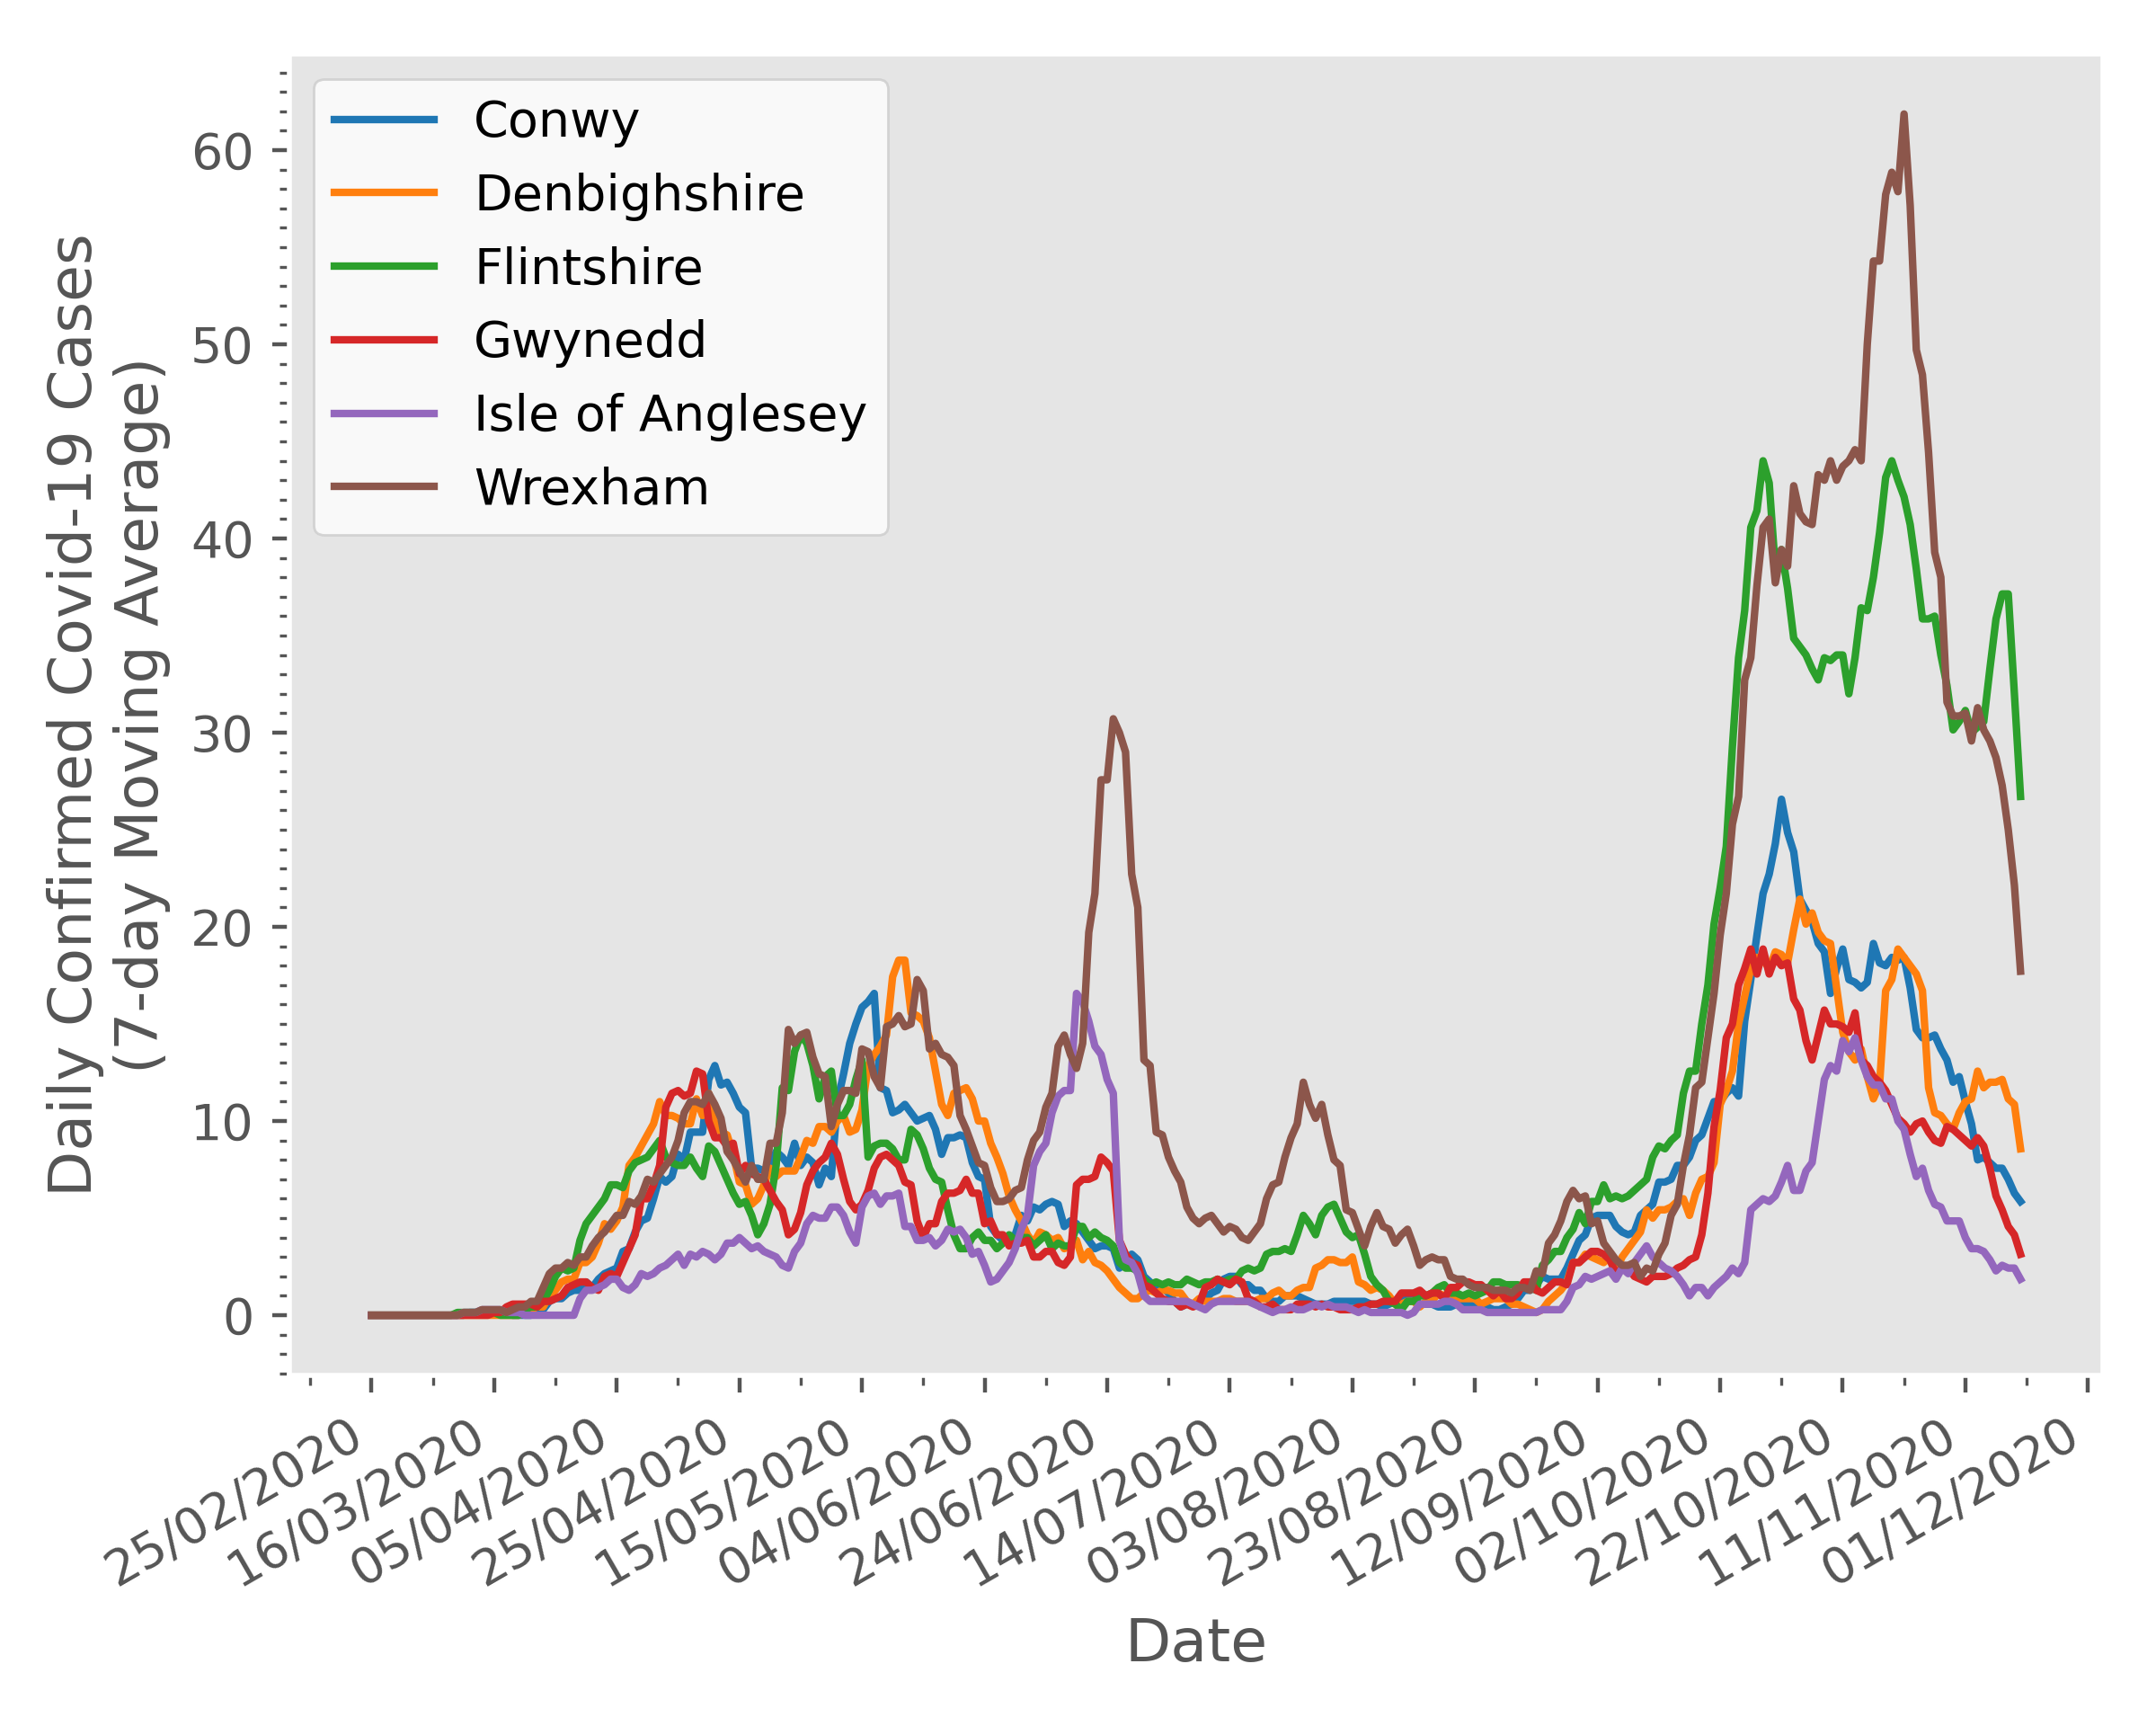 Conwy
Denbighshire
Flintshire
Gwynedd
Isle of Anglesey
Wrexham
Daily Confirmed Covid-19 Cases
(7-day Moving Average)
60
50
40
30
20
10
0
25/02/2020
16/03/2020
05/04/2020
25/04/2020
15/05/2020
04/06/2020
24/06/2020
14/07/2020
03/08/2020
23/08/2020
12/09/2020
02/10/2020
22/10/2020
11/11/2020
01/12/2020
Date